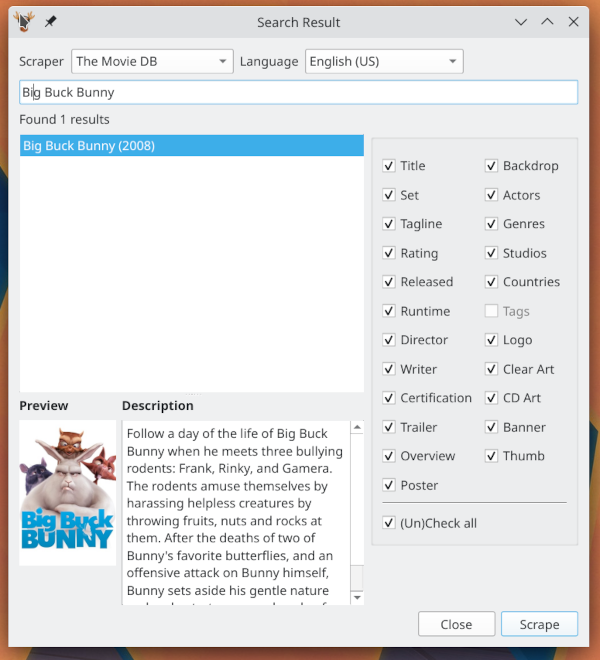 Search Result
Scraper The Movie DB Language English (US)
Big Buck Bunny
Found 1 results
Big Buck Bunny (2008)
Title Backdrop
Set Actors
Tagline Genres
Rating Studios
Released Countries
Runtime Tags
Director Logo
Writer Clear Art
Certification CD Art
Trailer Banner
Overview Thumb
Poster
(Un)Check all
Preview Description
Big Buck
BUNNY
Follow a day of the life of Big Buck
Bunny when he meets three bullying
rodents: Frank, Rinky, and Gamera.
The rodents amuse themselves by
harassing helpless creatures by
throwing fruits, nuts and rocks at
them. After the deaths of two of
Bunny's favorite butterflies, and an
offensive attack on Bunny himself,
Bunny sets aside his gentle nature
Close Scrape